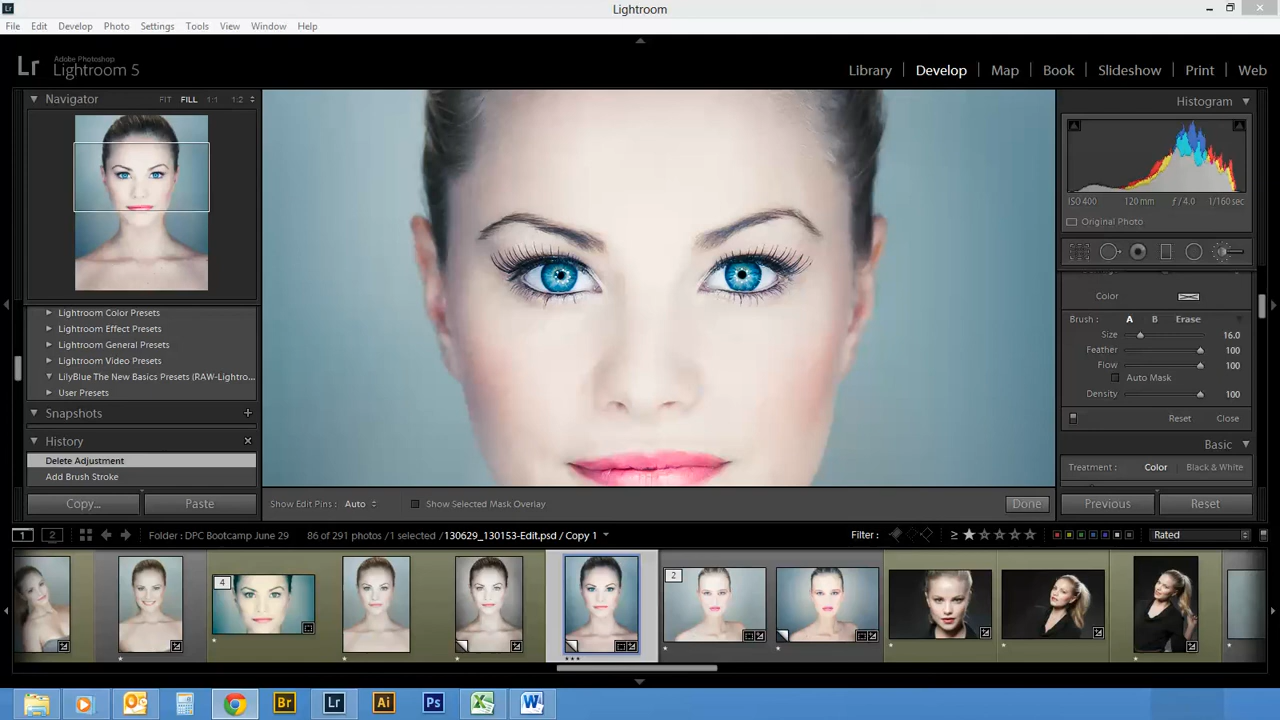 Lr
Lightroom
File Edit Develop Photo Settings Tools View Window Help
Lr
Adobe Photoshop
Lightroom 5
Library Develop Map Book Slideshow Print Web
Navigator FIT FILL 1:1 1:2
Lightroom Color Presets
Lightroom Effect Presets
Lightroom General Presets
Lightroom Video Presets
LilyBlue The New Basics Presets (RAW-Lightro...
User Presets
Snapshots
History
Delete Adjustment
Add Brush Stroke
Copy... Paste
Show Edit Pins : Auto Show Selected Mask Overlay Done
Histogram
ISO 400 120 mm ƒ / 4.0 1/160 sec
Original Photo
Color
Brush : A B Erase
Size 16.0
Feather 100
Flow 100
Auto Mask
Density 100
Reset Close
Basic
Treatment : Color Black & White
Previous Reset
1 2 Folder : DPC Bootcamp June 29 86 of 291 photos / 1 selected / 130629_130153-Edit.psd / Copy 1 Filter : ≥ Rated
4
2
Br Lr Ai Ps